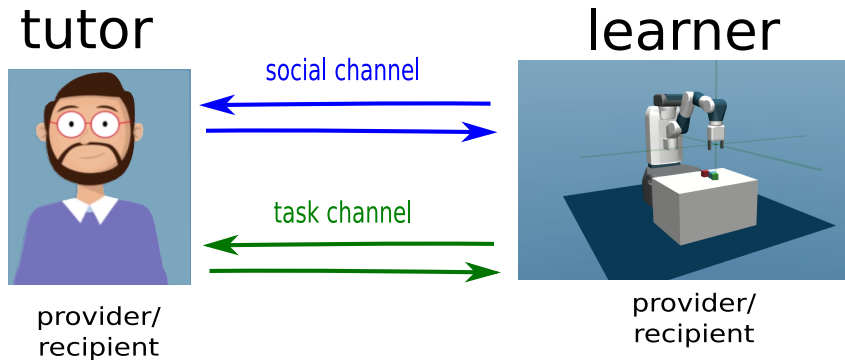 tutor
learner
social channel
task channel
provider/
recipient
provider/
recipient